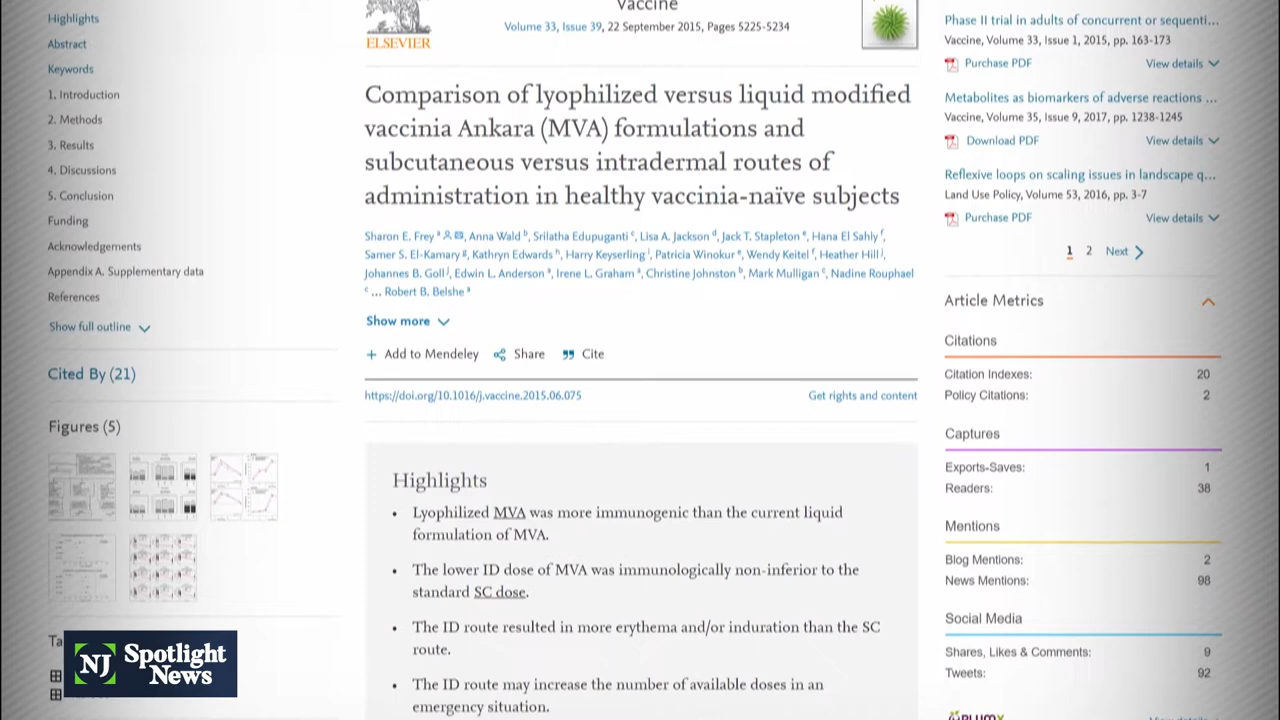 Highlights
Abstract
Keywords
1. Introduction
2. Methods
3. Results
4. Discussions
5. Conclusion
Funding
Acknowledgements
Appendix A. Supplementary data
References
Show full outline
Cited By (21)
Figures (5)
Ta
ELSEVIER
Vaccine
Volume 33, Issue 39, 22 September 2015, Pages 5225-5234
Comparison of lyophilized versus liquid modified
vaccinia Ankara (MVA) formulations and
subcutaneous versus intradermal routes of
administration in healthy vaccinia-naïve subjects
Sharon E. Frey a, Anna Wald b, Srilatha Edupuganti c, Lisa A. Jackson d, Jack T. Stapleton e, Hana El Sahly f,
Samer S. El-Kamary g, Kathryn Edwards h, Harry Keyserling i, Patricia Winokur e, Wendy Keitel f, Heather Hill j,
Johannes B. Goll j, Edwin L. Anderson a, Irene L. Graham a, Christine Johnston b, Mark Mulligan c, Nadine Rouphael
c ... Robert B. Belshe a
Show more
+ Add to Mendeley Share Cite
https://doi.org/10.1016/j.vaccine.2015.06.075 Get rights and content
Highlights
• Lyophilized MVA was more immunogenic than the current liquid
formulation of MVA.
• The lower ID dose of MVA was immunologically non-inferior to the
standard SC dose.
• The ID route resulted in more erythema and/or induration than the SC
route.
• The ID route may increase the number of available doses in an
emergency situation.
Phase II trial in adults of concurrent or sequenti...
Vaccine, Volume 33, Issue 1, 2015, pp. 163-173
Purchase PDF View details
Metabolites as biomarkers of adverse reactions ...
Vaccine, Volume 35, Issue 9, 2017, pp. 1238-1245
Download PDF View details
Reflexive loops on scaling issues in landscape q...
Land Use Policy, Volume 53, 2016, pp. 3-7
Purchase PDF View details
1 2 Next
Article Metrics
Citations
Citation Indexes: 20
Policy Citations: 2
Captures
Exports-Saves: 1
Readers: 38
Mentions
Blog Mentions: 2
News Mentions: 98
Social Media
Shares, Likes & Comments: 9
Tweets: 92
PLUMX View details
NJ Spotlight
News